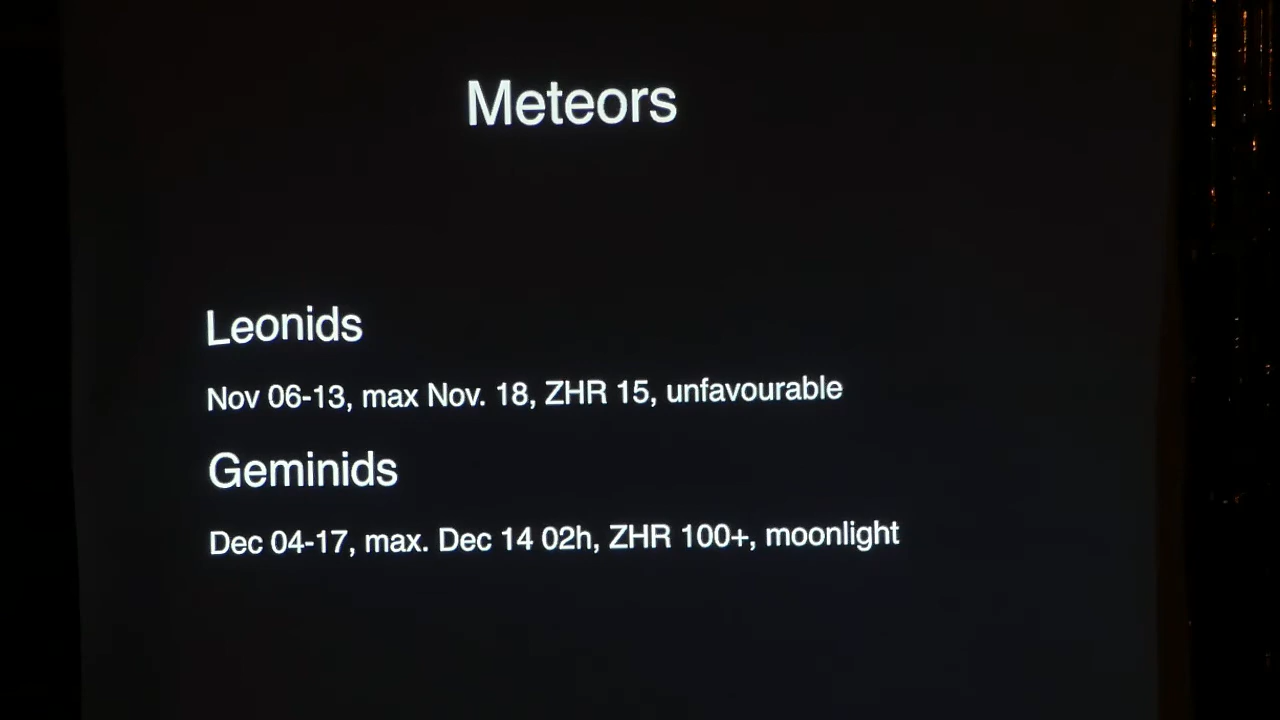 Meteors
Leonids
Nov 06-13, max Nov. 18, ZHR 15, unfavourable
Geminids
Dec 04-17, max. Dec 14 02h, ZHR 100+, moonlight